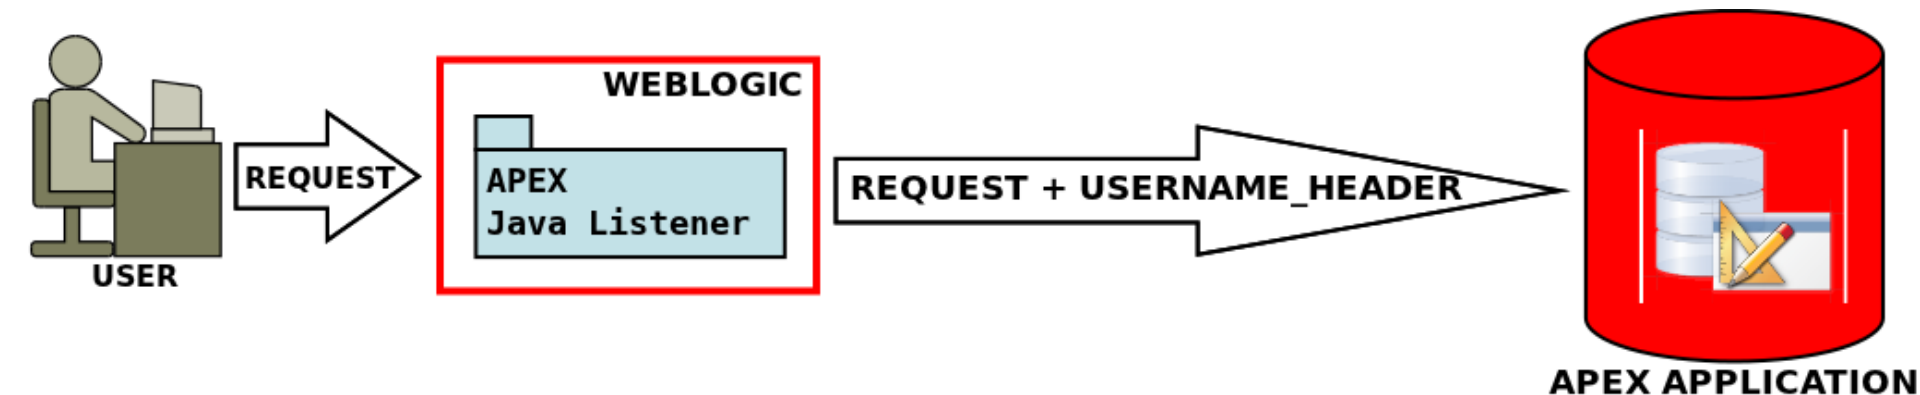 USER
REQUEST
WEBLOGIC
APEX
Java Listener
REQUEST + USERNAME_HEADER
APEX APPLICATION